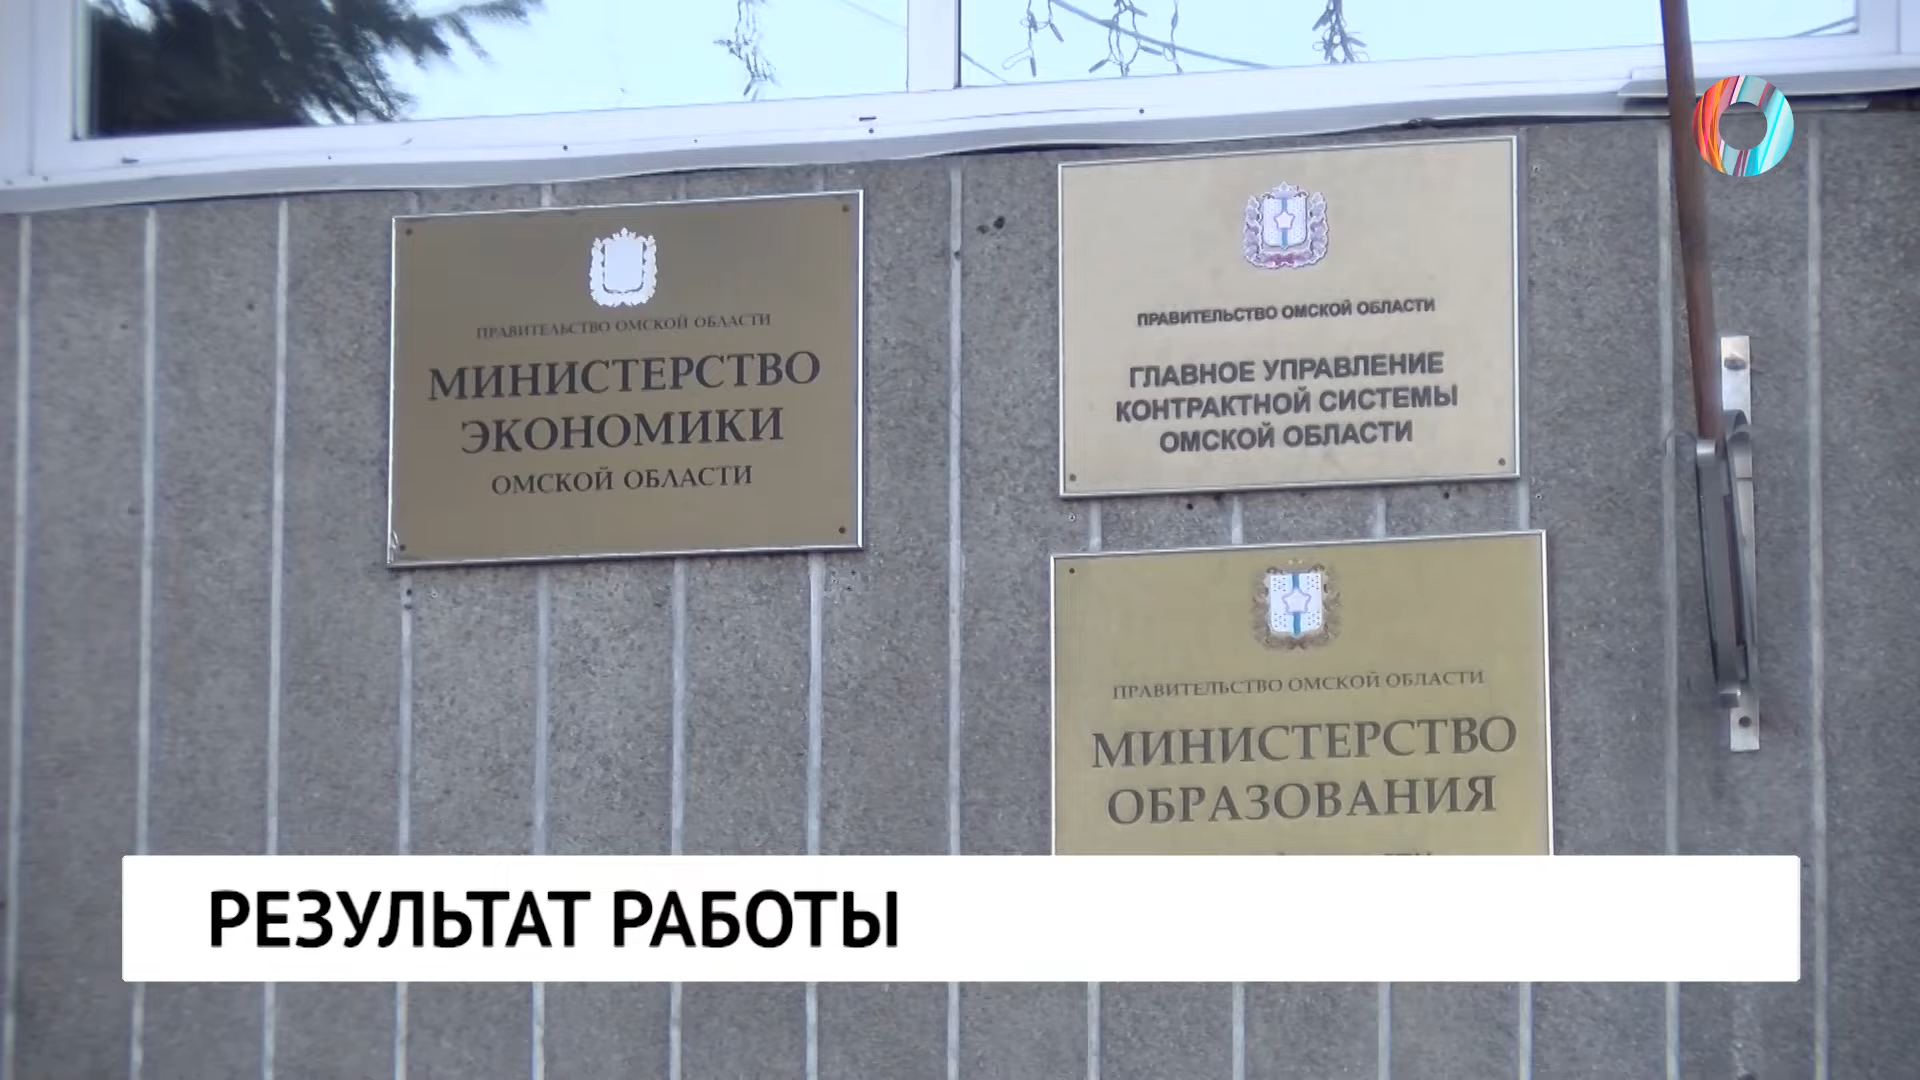 ПРАВИТЕЛЬСТВО ОМСКОЙ ОБЛАСТИ
МИНИСТЕРСТВО
ЭКОНОМИКИ
ОМСКОЙ ОБЛАСТИ
ПРАВИТЕЛЬСТВО ОМСКОЙ ОБЛАСТИ
ГЛАВНОЕ УПРАВЛЕНИЕ
КОНТРАКТНОЙ СИСТЕМЫ
ОМСКОЙ ОБЛАСТИ
ПРАВИТЕЛЬСТВО ОМСКОЙ ОБЛАСТИ
МИНИСТЕРСТВО
ОБРАЗОВАНИЯ
РЕЗУЛЬТАТ РАБОТЫ